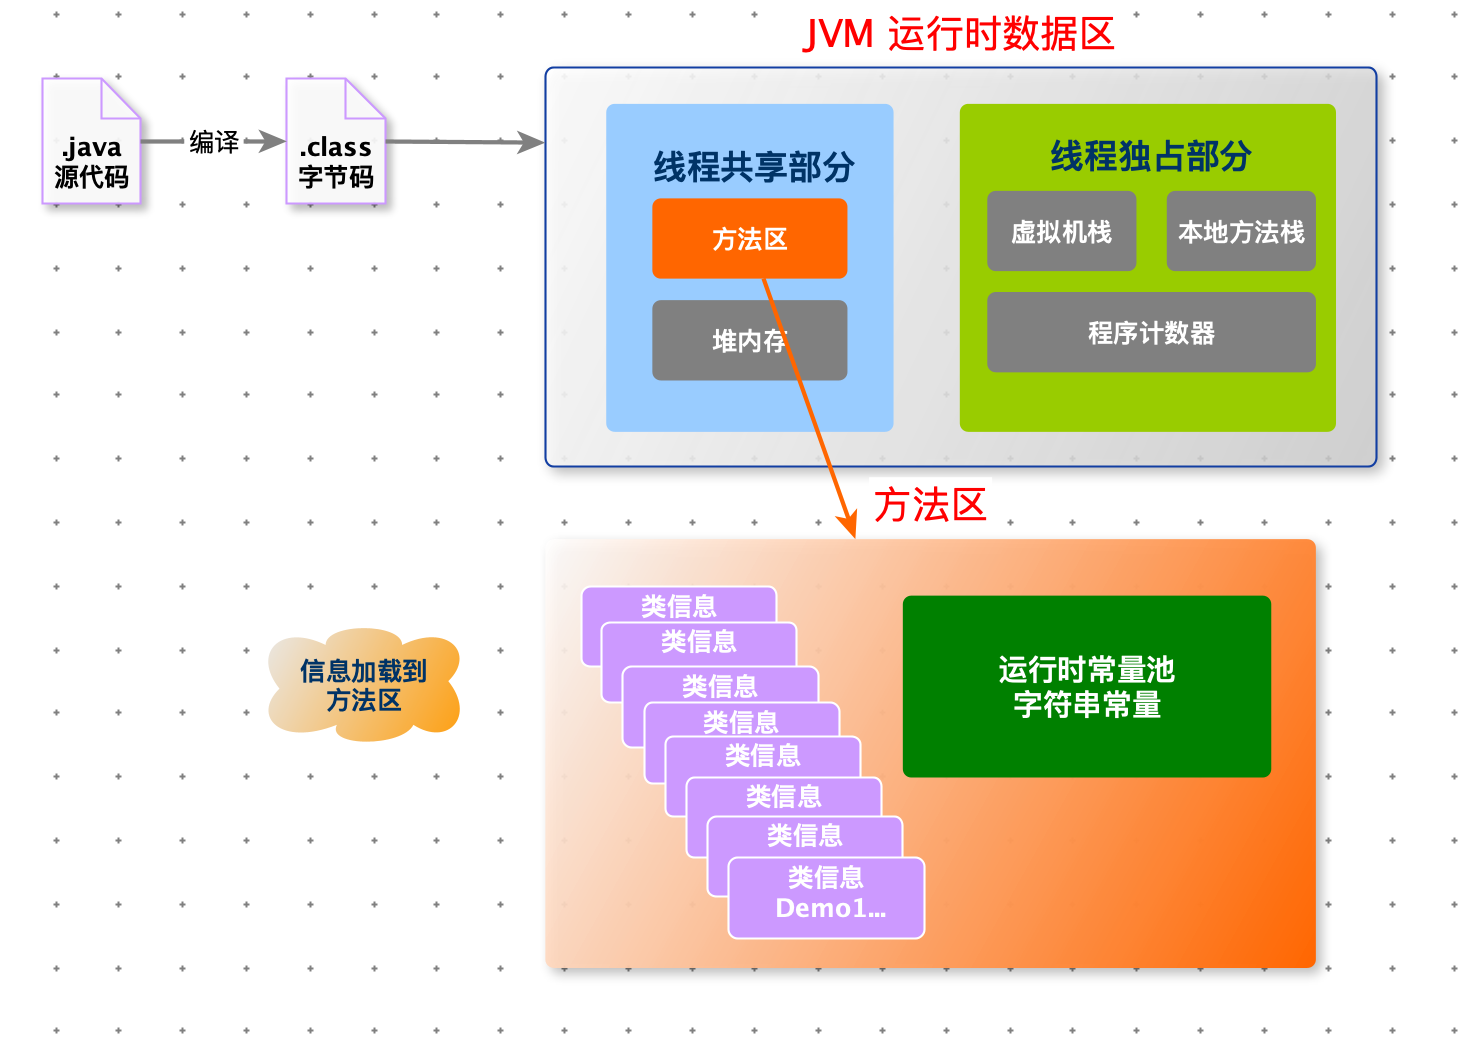 JVM 运行时数据区
.java
源代码
编译
.class
字节码
线程共享部分
方法区
堆内存
线程独占部分
虚拟机栈
本地方法栈
程序计数器
方法区
信息加载到
方法区
类信息
类信息
类信息
类信息
类信息
类信息
类信息
类信息
Demo1...
运行时常量池
字符串常量